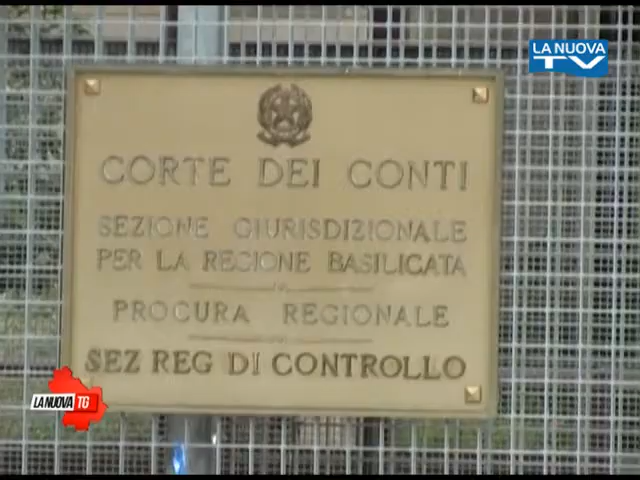 LA NUOVA
TV
CORTE DEI CONTI
SEZIONE GIURISDIZIONALE
PER LA REGIONE BASILICATA
PROCURA REGIONALE
SEZ REG DI CONTROLLO
LA NUOVA TG